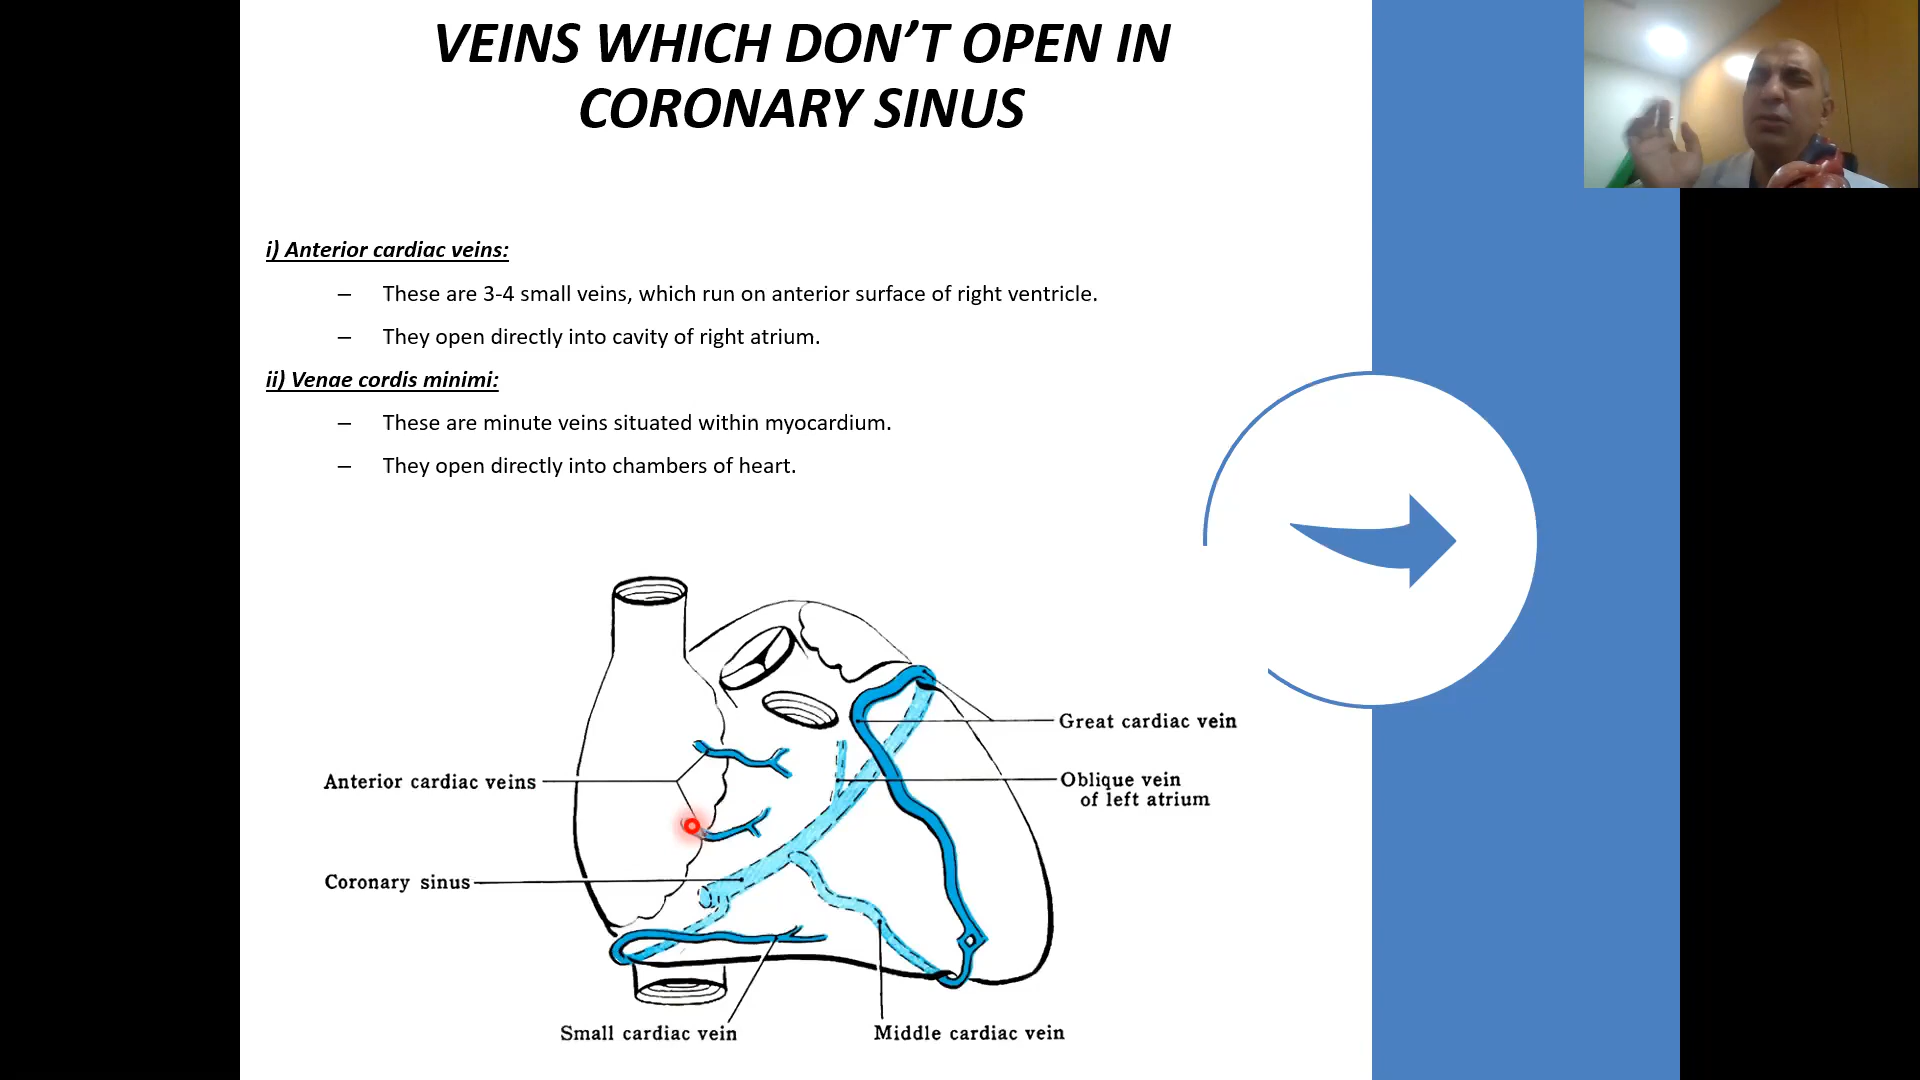 VEINS WHICH DON’T OPEN IN
CORONARY SINUS
i) Anterior cardiac veins:
– These are 3-4 small veins, which run on anterior surface of right ventricle.
– They open directly into cavity of right atrium.
ii) Venae cordis minimi:
– These are minute veins situated within myocardium.
– They open directly into chambers of heart.
Great cardiac vein
Anterior cardiac veins
Oblique vein
of left atrium
Coronary sinus
Small cardiac vein
Middle cardiac vein